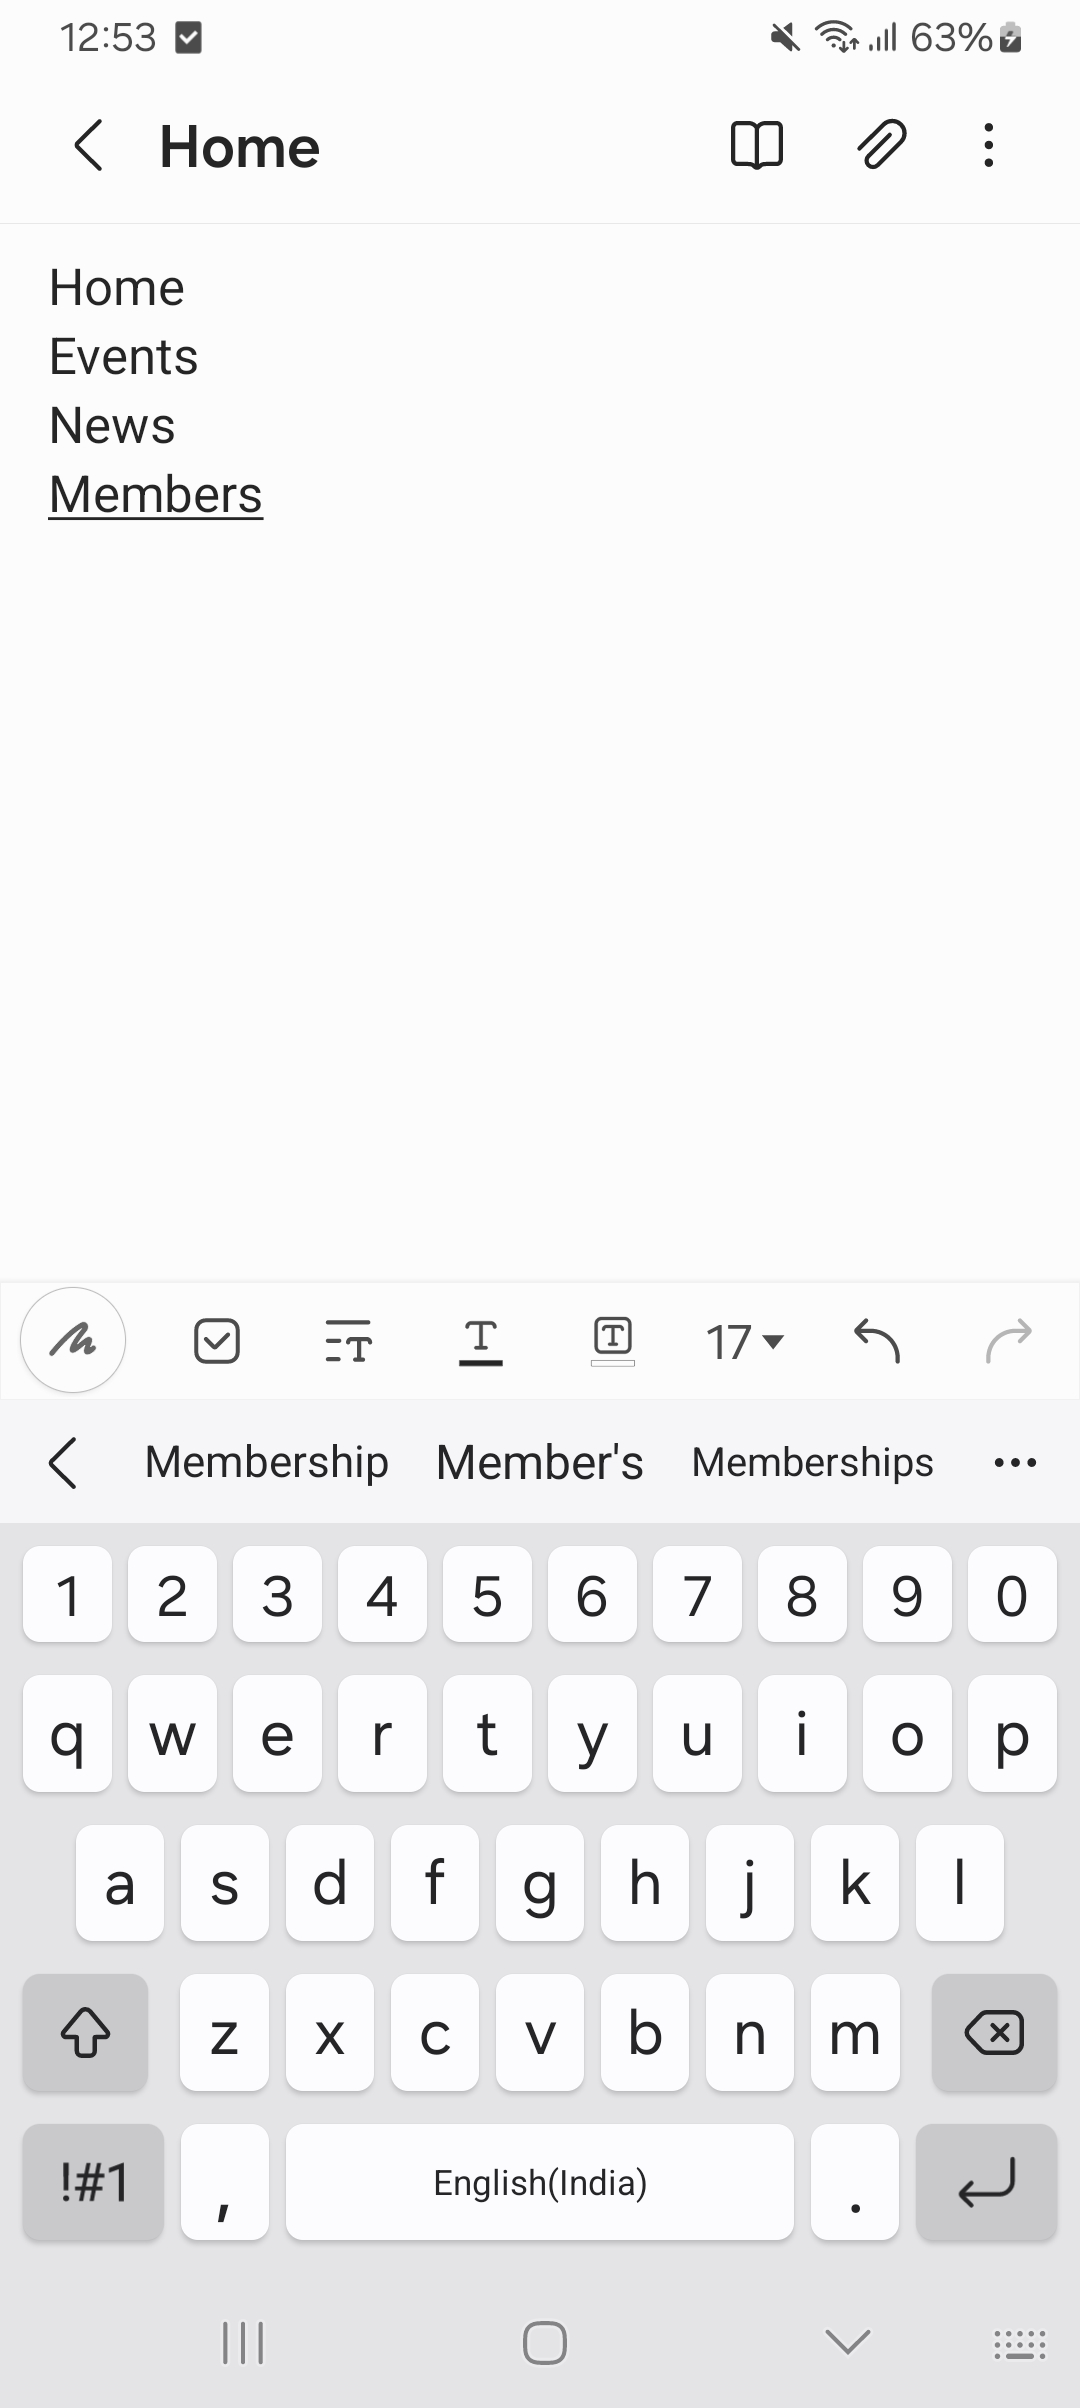 12:53 63%
Home
Home
Events
News
Members
17
Membership Member's Memberships
1 2 3 4 5 6 7 8 9 0
q w e r t y u i o p
a s d f g h j k l
z x c v b n m
!#1 , English(India) .